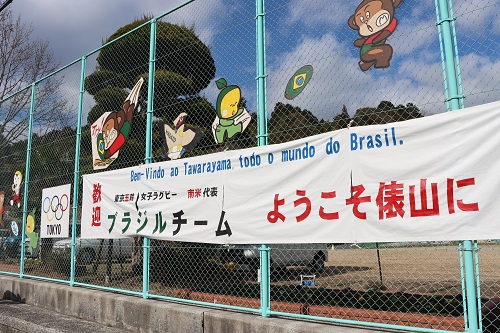 Bem-Vindo ao Tawarayama todo o mundo do Brasil.
歓迎
東京五輪 女子ラグビー 南米代表
ブラジルチーム
ようこそ俵山に
TOKYO